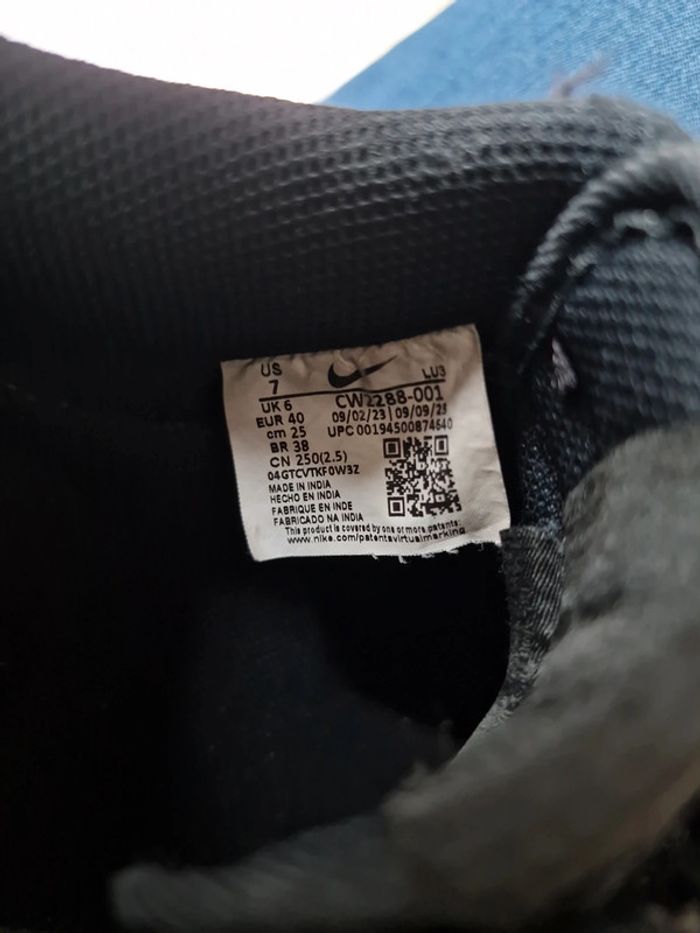 US
7
LU3
UK 6
CW2288-001
EUR 40
09/02/23 | 09/09/23
cm 25
UPC 00194500874640
BR 38
CN 250(2.5)
04GTCVTKF0W3Z
MADE IN INDIA
HECHO EN INDIA
FABRIQUE EN INDE
FABRICADO NA INDIA
This product is covered by one or more patents:
www.nike.com/patentsvirtualmarking